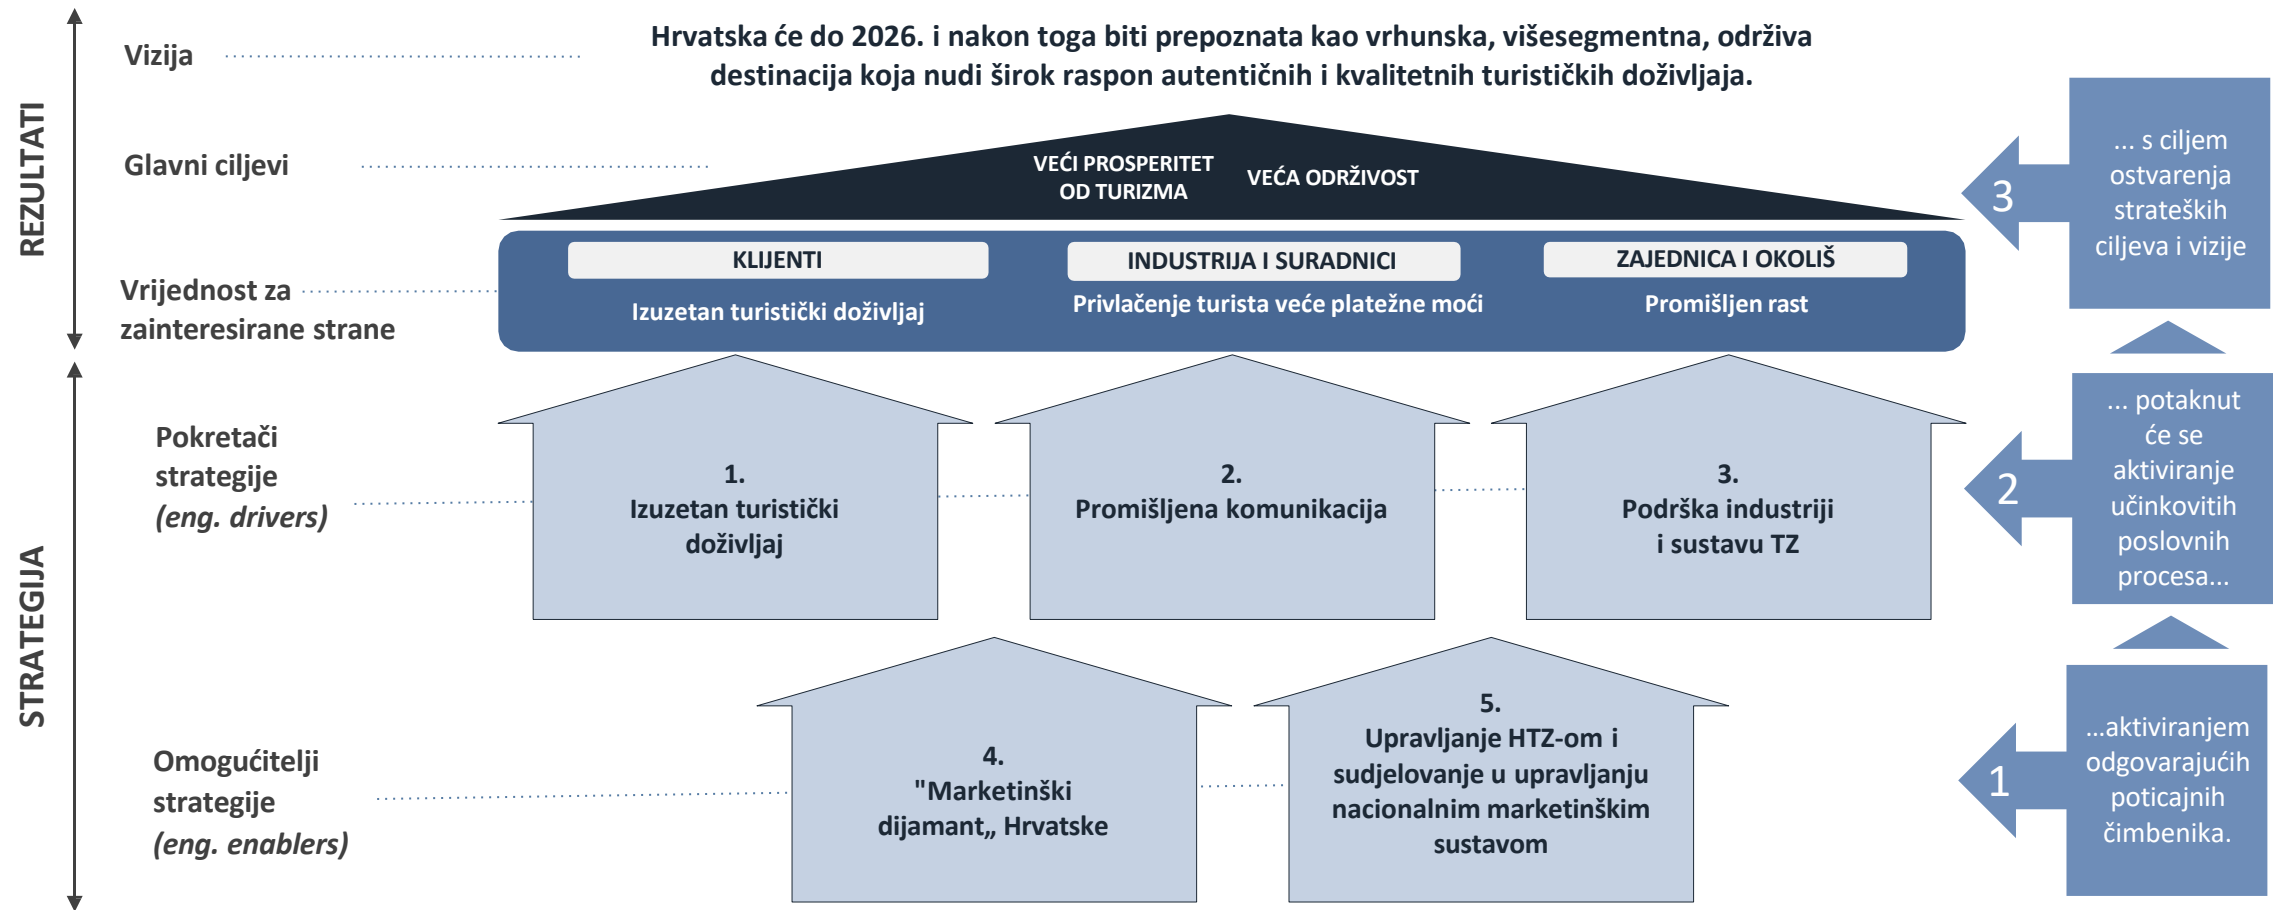 REZULTATI
Vizija
Hrvatska će do 2026. i nakon toga biti prepoznata kao vrhunska, višesegmentna, održiva
destinacija koja nudi širok raspon autentičnih i kvalitetnih turističkih doživljaja.
Glavni ciljevi
VEĆI PROSPERITET
OD TURIZMA
VEĆA ODRŽIVOST
Vrijednost za
zainteresirane strane
KLIJENTI
Izuzetan turistički doživljaj
INDUSTRIJA I SURADNICI
Privlačenje turista veće platežne moći
ZAJEDNICA I OKOLIŠ
Promišljen rast
3
... s ciljem
ostvarenja
strateških
ciljeva i vizije
STRATEGIJA
Pokretači
strategije
(eng. drivers)
1.
Izuzetan turistički
doživljaj
2.
Promišljena komunikacija
3.
Podrška industriji
i sustavu TZ
2
... potaknut
će se
aktiviranje
učinkovitih
poslovnih
procesa...
Omogućitelji
strategije
(eng. enablers)
4.
"Marketinški
dijamant„ Hrvatske
5.
Upravljanje HTZ-om i
sudjelovanje u upravljanju
nacionalnim marketinškim
sustavom
1
...aktiviranjem
odgovarajućih
poticajnih
čimbenika.